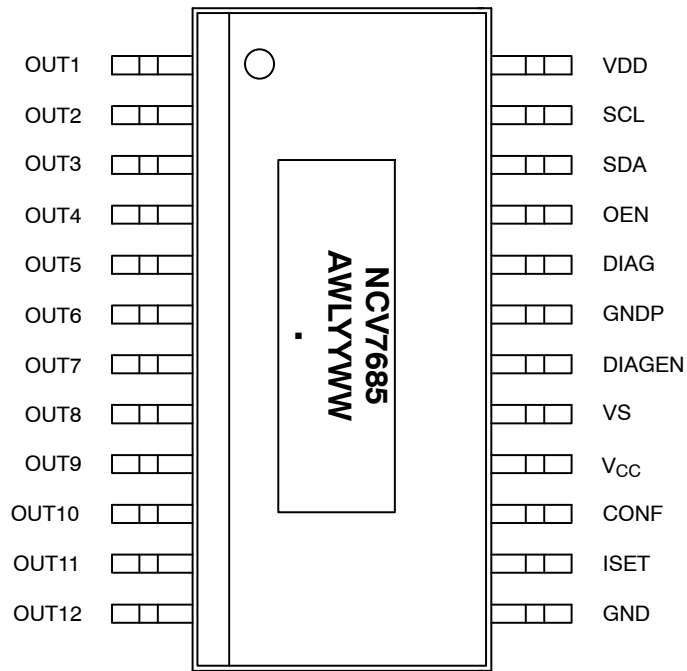 OUT1 VDD
OUT2 SCL
OUT3 SDA
OUT4 OEN
OUT5 DIAG
OUT6 GNDP
OUT7 DIAGEN
OUT8 VS
OUT9 VCC
OUT10 CONF
OUT11 ISET
OUT12 GND
NCV7685
AWLYYWW